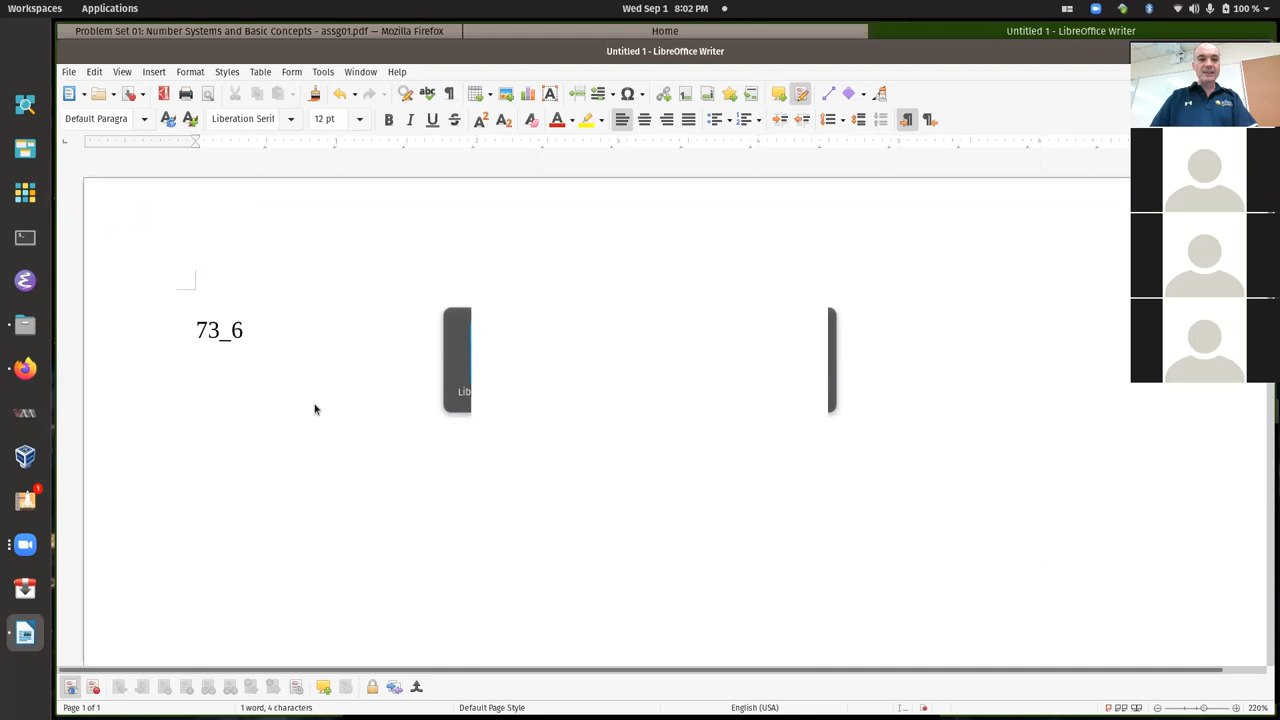 Workspaces Applications Wed Sep 1 8:02 PM 100 %
Problem Set 01: Number Systems and Basic Concepts - assg01.pdf — Mozilla Firefox Home Untitled 1 - LibreOffice Writer
Untitled 1 - LibreOffice Writer
File Edit View Insert Format Styles Table Form Tools Window Help
Default Paragra Liberation Serif 12 pt
73_6
Lib
Page 1 of 1 1 word, 4 characters Default Page Style English (USA) 220%